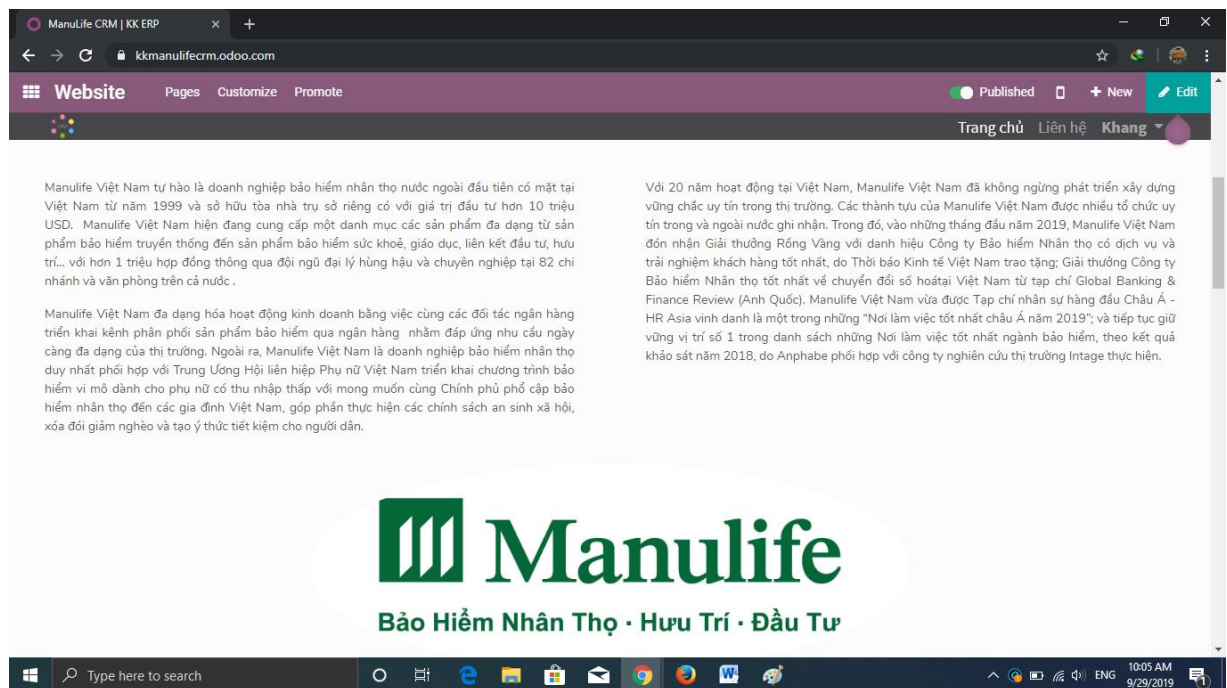 ManuLife CRM | KK ERP
kkmanulifecrm.odoo.com
Website Pages Customize Promote Published + New Edit
Trang chủ Liên hệ Khang
Manulife Việt Nam tự hào là doanh nghiệp bảo hiểm nhân thọ nước ngoài đầu tiên có mặt tại
Việt Nam từ năm 1999 và sở hữu tòa nhà trụ sở riêng có với giá trị đầu tư hơn 10 triệu
USD. Manulife Việt Nam hiện đang cung cấp một danh mục các sản phẩm đa dạng từ sản
phẩm bảo hiểm truyền thống đến sản phẩm bảo hiểm sức khoẻ, giáo dục, liên kết đầu tư, hưu
trí... với hơn 1 triệu hợp đồng thông qua đội ngũ đại lý hùng hậu và chuyên nghiệp tại 82 chi
nhánh và văn phòng trên cả nước .
Manulife Việt Nam đa dạng hóa hoạt động kinh doanh bằng việc cùng các đối tác ngân hàng
triển khai kênh phân phối sản phẩm bảo hiểm qua ngân hàng nhằm đáp ứng nhu cầu ngày
càng đa dạng của thị trường. Ngoài ra, Manulife Việt Nam là doanh nghiệp bảo hiểm nhân thọ
duy nhất phối hợp với Trung Ương Hội liên hiệp Phụ nữ Việt Nam triển khai chương trình bảo
hiểm vi mô dành cho phụ nữ có thu nhập thấp với mong muốn cùng Chính phủ phổ cập bảo
hiểm nhân thọ đến các gia đình Việt Nam, góp phần thực hiện các chính sách an sinh xã hội,
xóa đói giảm nghèo và tạo ý thức tiết kiệm cho người dân.
Với 20 năm hoạt động tại Việt Nam, Manulife Việt Nam đã không ngừng phát triển xây dựng
vững chắc uy tín trong thị trường. Các thành tựu của Manulife Việt Nam được nhiều tổ chức uy
tín trong và ngoài nước ghi nhận. Trong đó, vào những tháng đầu năm 2019, Manulife Việt Nam
đón nhận Giải thưởng Rồng Vàng với danh hiệu Công ty Bảo hiểm Nhân thọ có dịch vụ và
trải nghiệm khách hàng tốt nhất, do Thời báo Kinh tế Việt Nam trao tặng; Giải thưởng Công ty
Bảo hiểm Nhân thọ tốt nhất về chuyển đổi số hoátại Việt Nam từ tạp chí Global Banking &
Finance Review (Anh Quốc). Manulife Việt Nam vừa được Tạp chí nhân sự hàng đầu Châu Á -
HR Asia vinh danh là một trong những "Nơi làm việc tốt nhất châu Á năm 2019"; và tiếp tục giữ
vững vị trí số 1 trong danh sách những Nơi làm việc tốt nhất ngành bảo hiểm, theo kết quả
khảo sát năm 2018, do Anphabe phối hợp với công ty nghiên cứu thị trường Intage thực hiện.
Manulife
Bảo Hiểm Nhân Thọ · Hưu Trí · Đầu Tư
Type here to search ENG 10:05 AM
9/29/2019